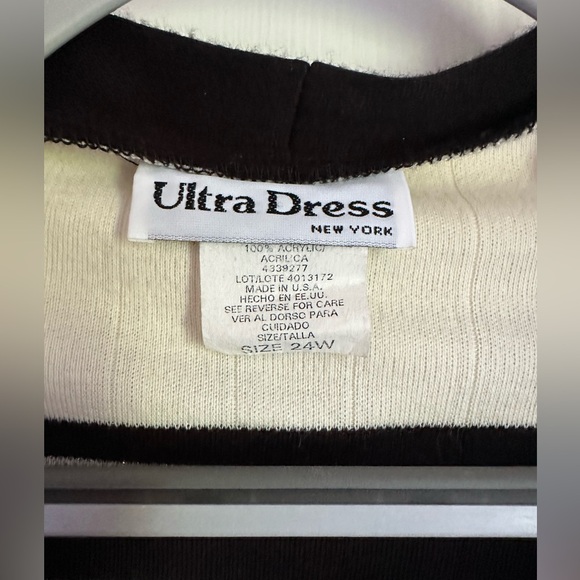 Ultra Dress
NEW YORK
100% ACRYLIC/
ACRILICA
4339277
LOT/LOTE 4013172
MADE IN U.S.A.
HECHO EN EE.UU.
SEE REVERSE FOR CARE
VER AL DORSO PARA
CUIDADO
SIZE/TALLA
SIZE 24W